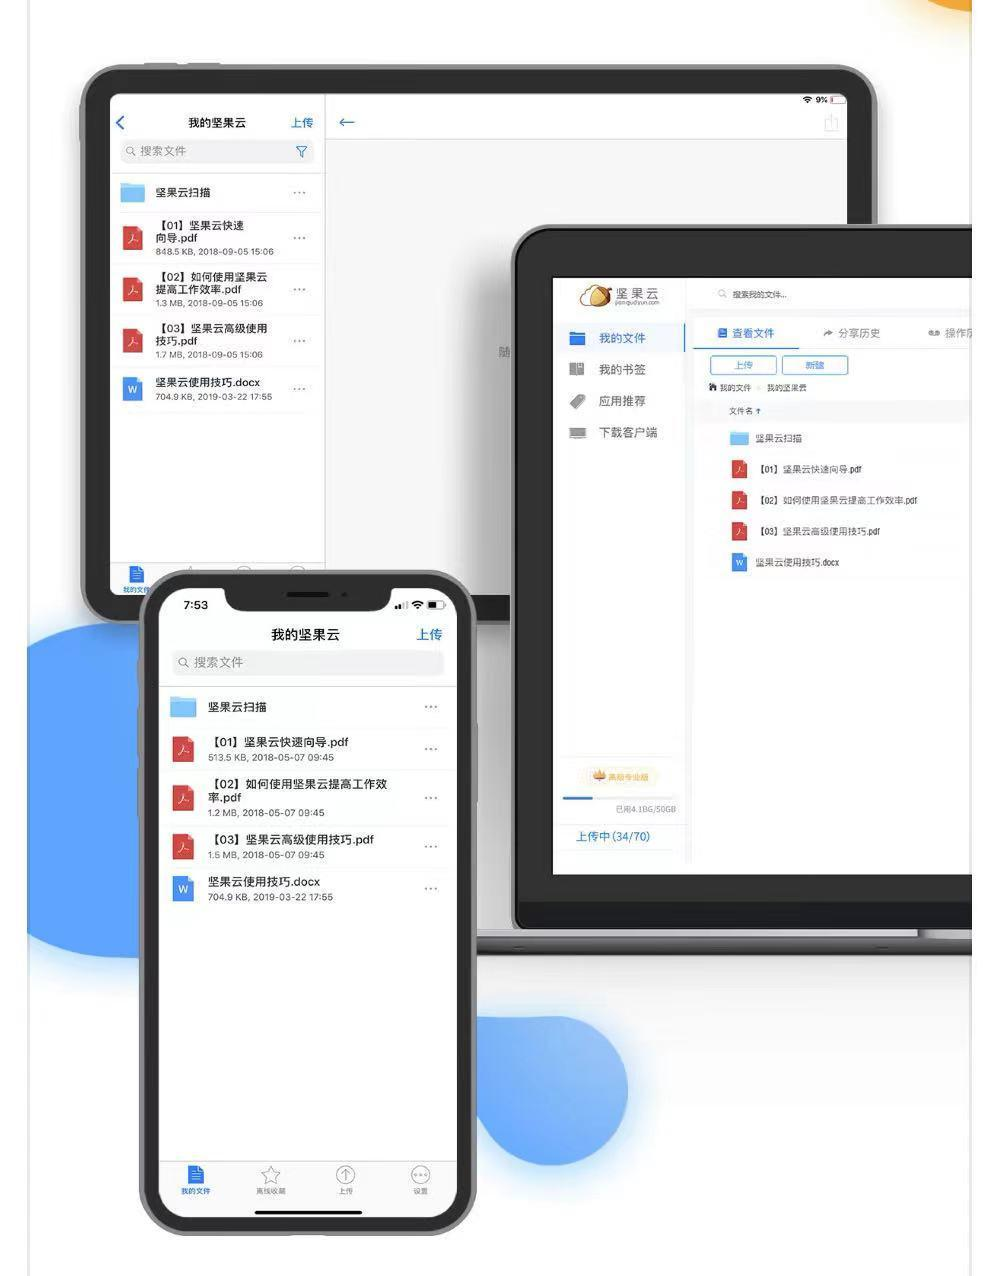 9%
我的坚果云
上传
搜索文件
坚果云扫描
【01】坚果云快速
向导.pdf
848.5 KB, 2018-09-05 15:06
【02】如何使用坚果云
提高工作效率.pdf
1.3 MB, 2018-09-05 15:06
【03】坚果云高级使用
技巧.pdf
1.7 MB, 2018-09-05 15:06
坚果云使用技巧.docx
704.9 KB, 2019-03-22 17:55
我的文件
随
坚果云
jianguoyun.com
搜索我的文件...
我的文件
我的书签
应用推荐
下载客户端
查看文件
分享历史
操作历
上传
新建
我的文件
我的坚果云
文件名
坚果云扫描
【01】坚果云快速向导.pdf
【02】如何使用坚果云提高工作效率.pdf
【03】坚果云高级使用技巧.pdf
坚果云使用技巧.docx
高级专业版
已用4.1BG/50GB
上传中(34/70)
7:53
我的坚果云
上传
搜索文件
坚果云扫描
【01】坚果云快速向导.pdf
513.5 KB, 2018-05-07 09:45
【02】如何使用坚果云提高工作效
率.pdf
1.2 MB, 2018-05-07 09:45
【03】坚果云高级使用技巧.pdf
1.5 MB, 2018-05-07 09:45
坚果云使用技巧.docx
704.9 KB, 2019-03-22 17:55
我的文件
离线收藏
上传
设置